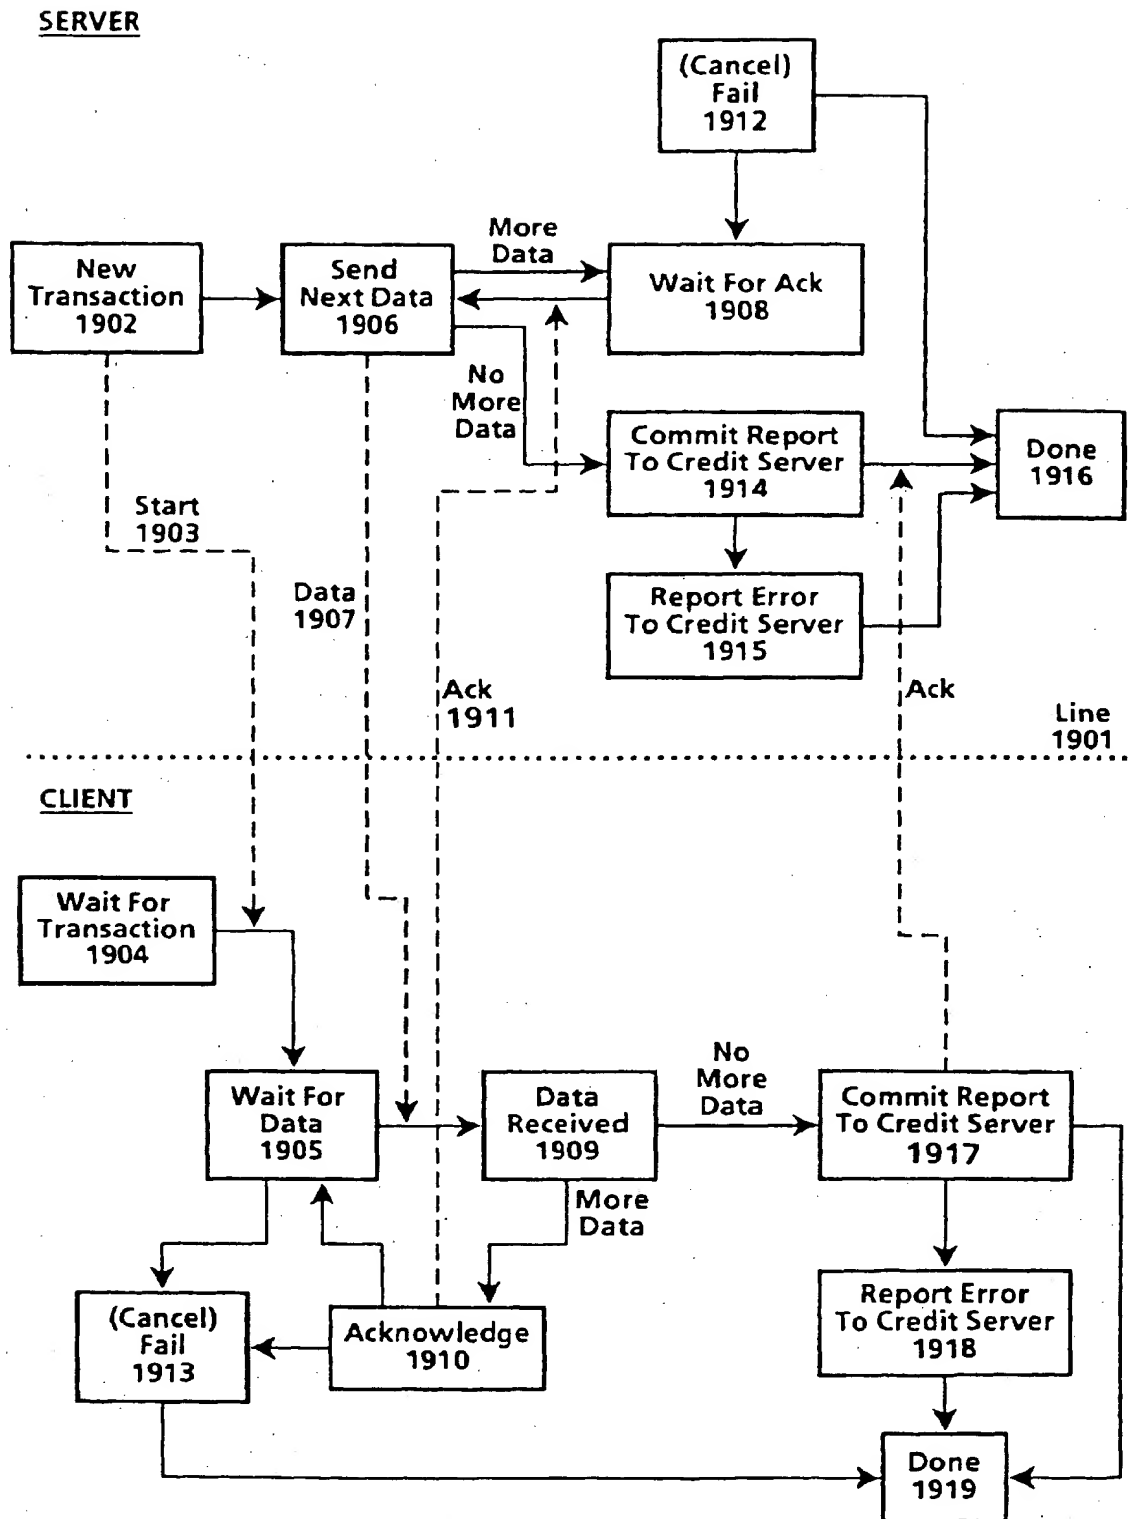 SERVER
(Cancel)
Fail
1912
More
Data
New
Transaction
1902
Send
Next Data
1906
Wait For Ack
1908
No
More
Data
Commit Report
To Credit Server
1914
Done
1916
Start
1903
Data
1907
Report Error
To Credit Server
1915
Ack
1911
Ack
Line
1901
CLIENT
Wait For
Transaction
1904
Wait For
Data
1905
Data
Received
1909
No
More
Data
Commit Report
To Credit Server
1917
More
Data
(Cancel)
Fail
1913
Acknowledge
1910
Report Error
To Credit Server
1918
Done
1919